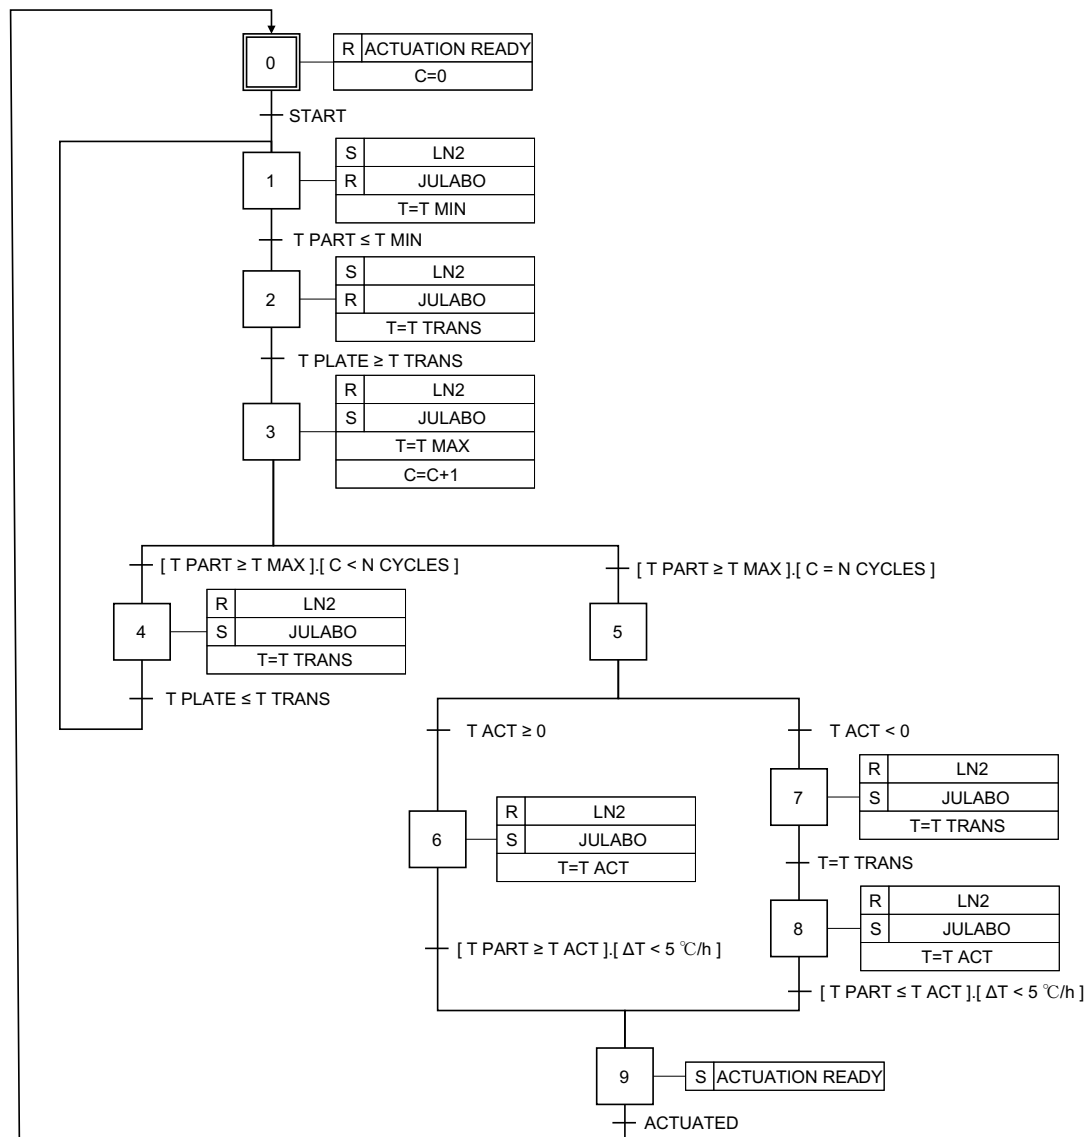 0
R ACTUATION READY
C=0
START
1
S LN2
R JULABO
T=T MIN
T PART ≤ T MIN
2
S LN2
R JULABO
T=T TRANS
T PLATE ≥ T TRANS
3
R LN2
S JULABO
T=T MAX
C=C+1
[ T PART ≥ T MAX ].[ C < N CYCLES ]
[ T PART ≥ T MAX ].[ C = N CYCLES ]
4
R LN2
S JULABO
T=T TRANS
5
T PLATE ≤ T TRANS
T ACT ≥ 0
T ACT < 0
6
R LN2
S JULABO
T=T ACT
7
R LN2
S JULABO
T=T TRANS
T=T TRANS
8
R LN2
S JULABO
T=T ACT
[ T PART ≥ T ACT ].[ ΔT < 5 ℃/h ]
[ T PART ≤ T ACT ].[ ΔT < 5 ℃/h ]
9
S ACTUATION READY
ACTUATED